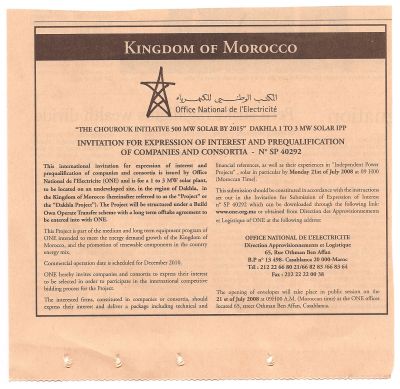 KINGDOM OF MOROCCO
المكتب الوطني للكهرباء
Office National de l'Electricité
"THE CHOUROUK INITIATIVE 500 MW SOLAR BY 2015" DAKHLA 1 TO 3 MW SOLAR IPP
INVITATION FOR EXPRESSION OF INTEREST AND PREQUALIFICATION
OF COMPANIES AND CONSORTIA - N° SP 40292
This international invitation for expression of interest and
prequalification of companies and consortia is issued by Office
National de l'Electricité (ONE) and is for a 1 to 3 MW solar plant,
to be located on an undeveloped site, in the region of Dakhla, in
the Kingdom of Morocco (hereinafter referred to as the "Project" or
the "Dakhla Project"). The Project will be structured under a Build
Own Operate Transfer scheme with a long term offtake agreement to
be entered into with ONE.
This Project is part of the medium and long term equipment program of
ONE intended to meet the energy demand growth of the Kingdom of
Morocco, and the promotion of renewable components in the country
energy mix.
Commercial operation date is scheduled for December 2010.
ONE hereby invites companies and consortia to express their interest
to be selected in order to participate in the international competitive
bidding process for the Project.
The interested firms, constituted in companies or consortia, should
express their interest and deliver a package including technical and
financial references, as well as their experiences in "Independent Power
Projects", solar in particular by Monday 21st of July 2008 at 09 H00
(Moroccan Time).
This submission should be constituted in accordance with the instructions
set out in the Invitation for Submission of Expression of Interest
n° SP 40292 which can be downloaded through the following link:
www.one.org.ma or obtained from Direction des Approvisionnements
et Logistique of ONE at the following address:
OFFICE NATIONAL DE L'ELECTRICITE
Direction Approvisionnements et Logistique
65, Rue Othman Ben Affan
B.P n° 13 498- Casablanca 20 000-Maroc
Tél : 212 22 66 80 21/66 82 83 /66 83 64
Fax : 212 22 22 00 38
The opening of envelopes will take place in public session on the
21 st of July 2008 at 09H00 A.M. (Moroccan time) at the ONE offices
located 65, street Othman Ben Affan, Casablanca.